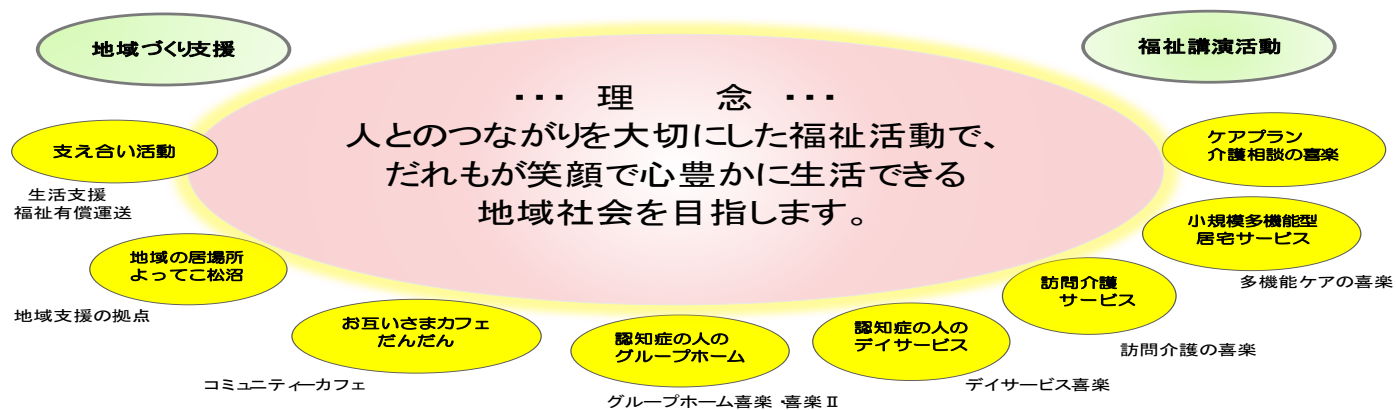 地域づくり支援
福祉講演活動
・・・ 理　　念 ・・・
人とのつながりを大切にした福祉活動で、
だれもが笑顔で心豊かに生活できる
地域社会を目指します。
支え合い活動
生活支援
福祉有償運送
地域の居場所
よってこ松沼
地域支援の拠点
お互いさまカフェ
だんだん
コミュニティーカフェ
認知症の人の
グループホーム
グループホーム喜楽・喜楽Ⅱ
認知症の人の
デイサービス
デイサービス喜楽
訪問介護
サービス
訪問介護の喜楽
小規模多機能型
居宅サービス
多機能ケアの喜楽
ケアプラン
介護相談の喜楽